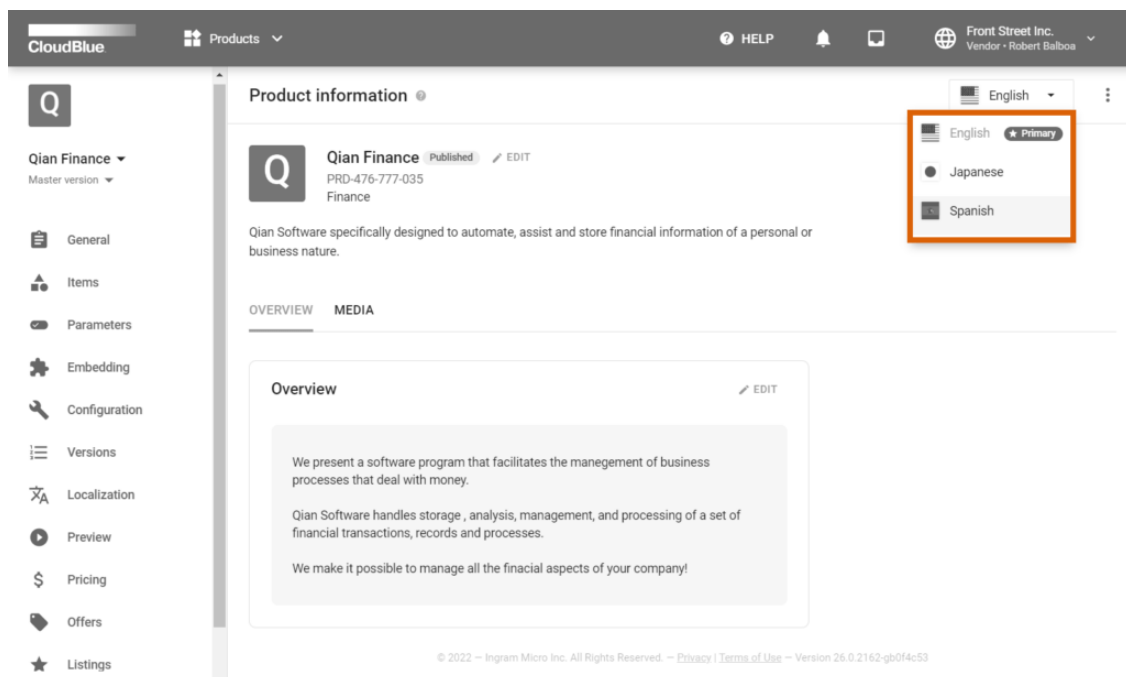 CloudBlue
Products
HELP
Front Street Inc.
Vendor • Robert Balboa
Q
Qian Finance
Master version
General
Items
Parameters
Embedding
Configuration
Versions
Localization
Preview
Pricing
Offers
Listings
Product information
English
English ★ Primary
Japanese
Spanish
Q
Qian Finance Published EDIT
PRD-476-777-035
Finance
Qian Software specifically designed to automate, assist and store financial information of a personal or
business nature.
OVERVIEW MEDIA
Overview
EDIT
We present a software program that facilitates the manegement of business
processes that deal with money.
Qian Software handles storage , analysis, management, and processing of a set of
financial transactions, records and processes.
We make it possible to manage all the finacial aspects of your company!
© 2022 – Ingram Micro Inc. All Rights Reserved. – Privacy | Terms of Use – Version 26.0.2162-gb0f4c53